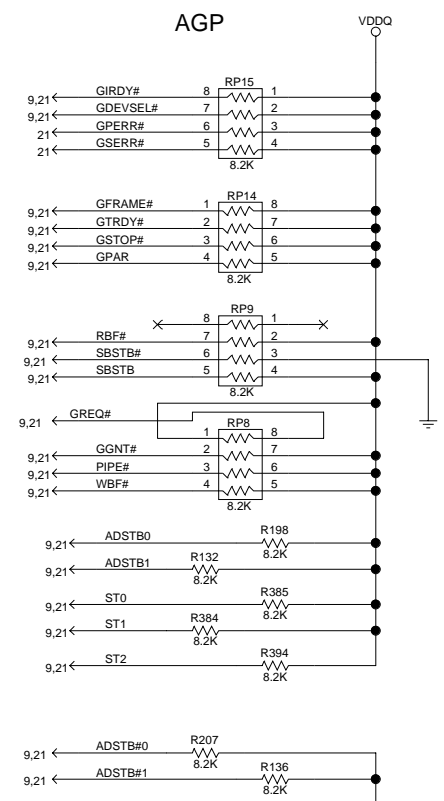 AGP
VDDQ
RP15
9,21 GIRDY# 8 1
9,21 GDEVSEL# 7 2
21 GPERR# 6 3
21 GSERR# 5 4
8.2K
RP14
9,21 GFRAME# 1 8
9,21 GTRDY# 2 7
9,21 GSTOP# 3 6
9,21 GPAR 4 5
8.2K
RP9
8 1
9,21 RBF# 7 2
9,21 SBSTB# 6 3
9,21 SBSTB 5 4
8.2K
9,21 GREQ#
RP8
1 8
9,21 GGNT# 2 7
9,21 PIPE# 3 6
9,21 WBF# 4 5
8.2K
R198
9,21 ADSTB0
8.2K
R132
9,21 ADSTB1
8.2K
R385
9,21 ST0
8.2K
R384
9,21 ST1
8.2K
R394
9,21 ST2
8.2K
R207
9,21 ADSTB#0
8.2K
R136
9,21 ADSTB#1
8.2K